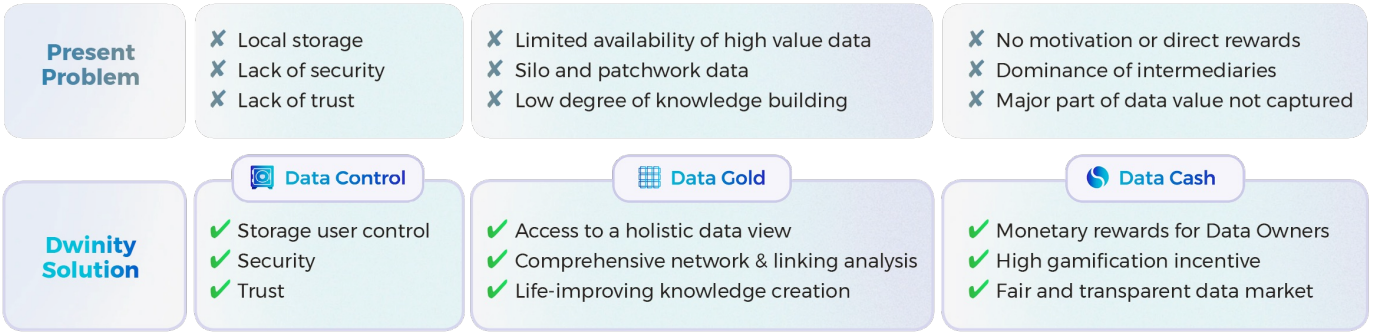 Present
Problem
✘ Local storage
✘ Lack of security
✘ Lack of trust
✘ Limited availability of high value data
✘ Silo and patchwork data
✘ Low degree of knowledge building
✘ No motivation or direct rewards
✘ Dominance of intermediaries
✘ Major part of data value not captured
Dwinity
Solution
Data Control
✔ Storage user control
✔ Security
✔ Trust
Data Gold
✔ Access to a holistic data view
✔ Comprehensive network & linking analysis
✔ Life-improving knowledge creation
Data Cash
✔ Monetary rewards for Data Owners
✔ High gamification incentive
✔ Fair and transparent data market